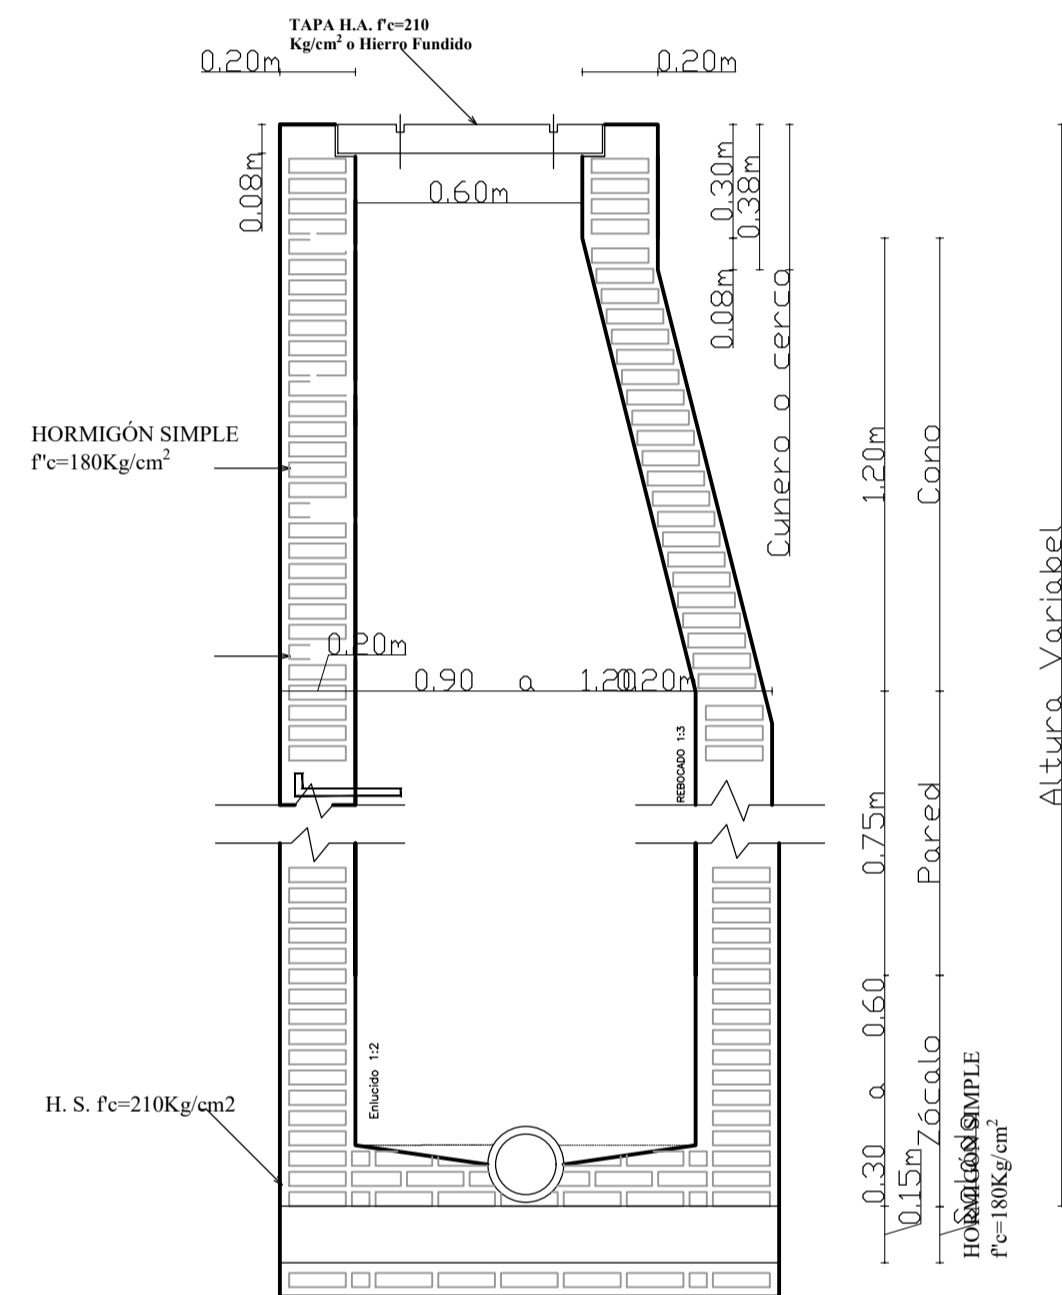 TAPA H.A. f'c=210
Kg/cm² o Hierro Fundido
0.20m
0.20m
0.08m
0.60m
0.30m
0.38m
0.08m
Cunero o cerco
HORMIGÓN SIMPLE
f"c=180Kg/cm²
1.20m
Cono
Altura Variabel
0.20m
0.90 a 1.20
0.20m
REBOCADO 1:3
0.75m
Pared
Enlucido 1:2
H. S. f'c=210Kg/cm2
0.30 a 0.60
Zócalo
0.15m
HORMIGÓN SIMPLE
f"c=180Kg/cm²